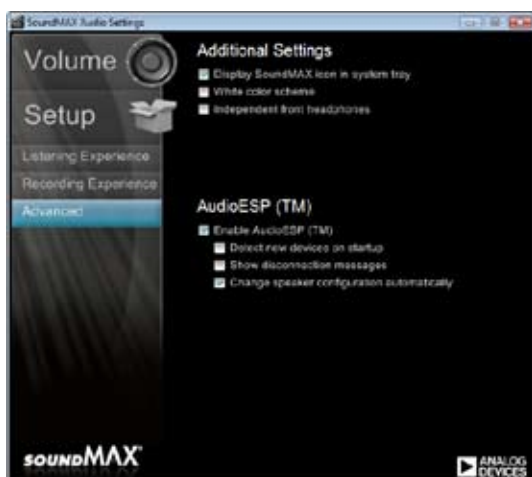 SoundMAX Audio Settings
Volume
Setup
Listening Experience
Recording Experience
Advanced
Additional Settings
Display SoundMAX icon in system tray
White color scheme
Independent front headphones
AudioESP (TM)
Enable AudioESP (TM)
Detect new devices on startup
Show disconnection messages
Change speaker configuration automatically
SOUNDMAX
ANALOG
DEVICES